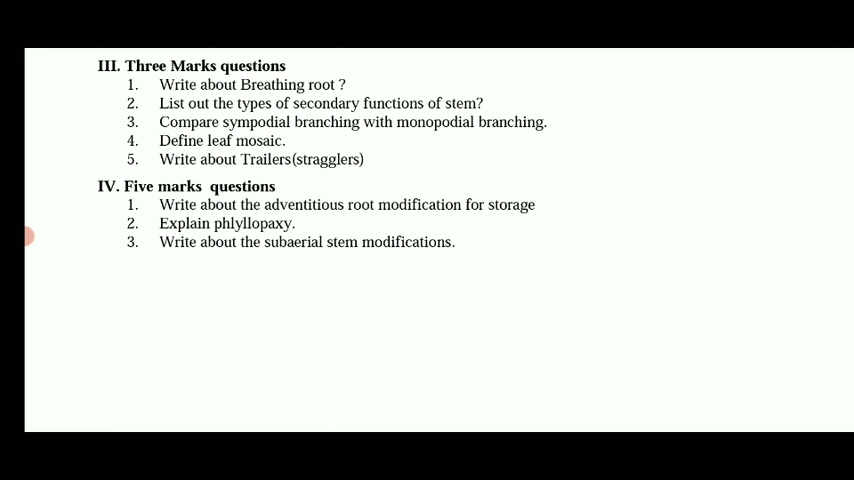 III. Three Marks questions
1. Write about Breathing root ?
2. List out the types of secondary functions of stem?
3. Compare sympodial branching with monopodial branching.
4. Define leaf mosaic.
5. Write about Trailers(stragglers)
IV. Five marks questions
1. Write about the adventitious root modification for storage
2. Explain phlyllopaxy.
3. Write about the subaerial stem modifications.